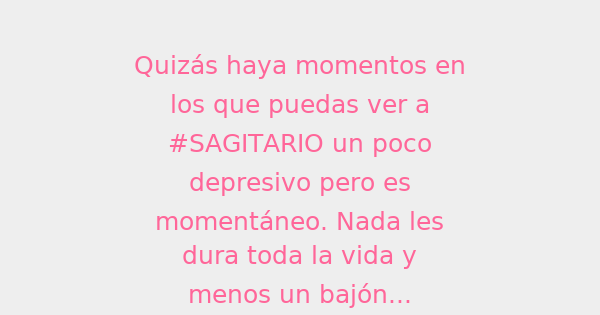 Quizás haya momentos en
los que puedas ver a
#SAGITARIO un poco
depresivo pero es
momentáneo. Nada les
dura toda la vida y
menos un bajón...